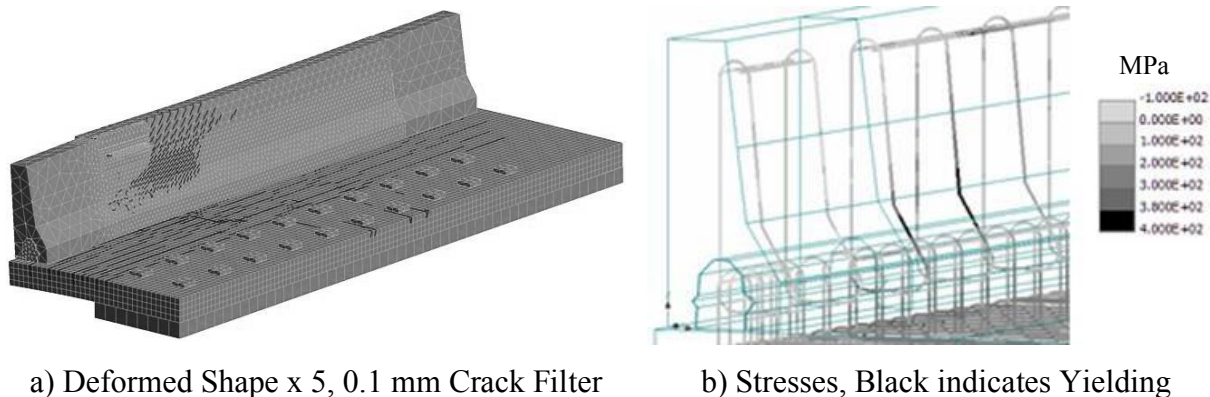 MPa
-1.000E+02
0.000E+00
1.000E+02
2.000E+02
3.000E+02
3.800E+02
4.000E+02
a) Deformed Shape x 5, 0.1 mm Crack Filter
b) Stresses, Black indicates Yielding